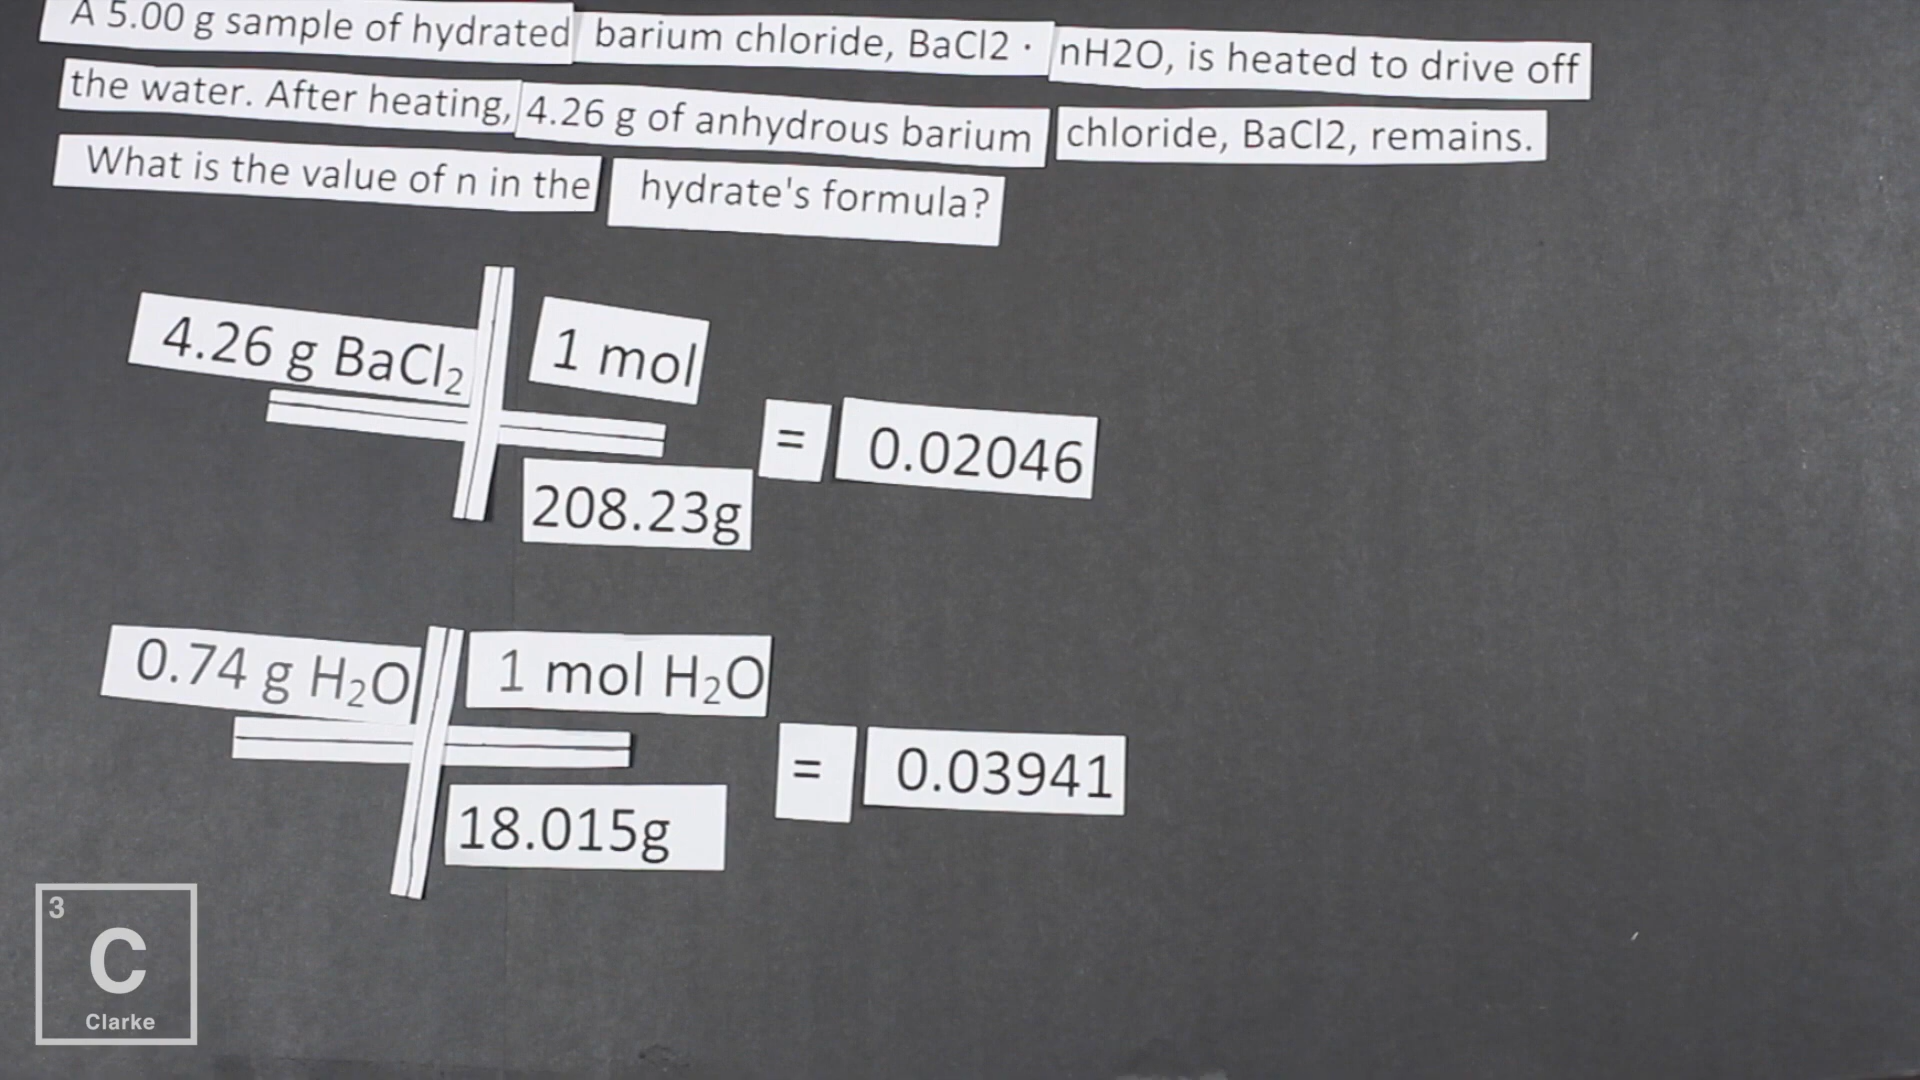 A 5.00 g sample of hydrated barium chloride, BaCl2 · nH2O, is heated to drive off
the water. After heating, 4.26 g of anhydrous barium chloride, BaCl2, remains.
What is the value of n in the hydrate's formula?
4.26 g BaCl₂ 1 mol
= 0.02046
208.23g
0.74 g H₂O 1 mol H₂O
= 0.03941
18.015g
3
C
Clarke